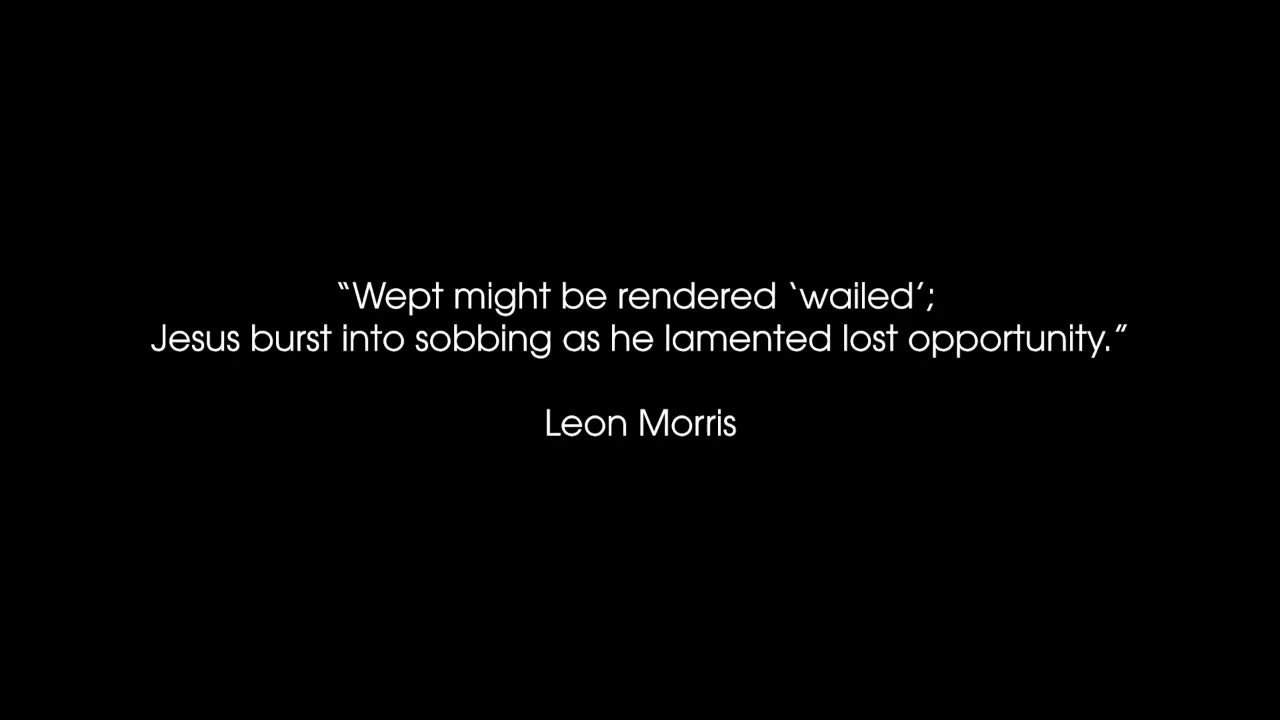 “Wept might be rendered ‘wailed’;
Jesus burst into sobbing as he lamented lost opportunity.”
Leon Morris